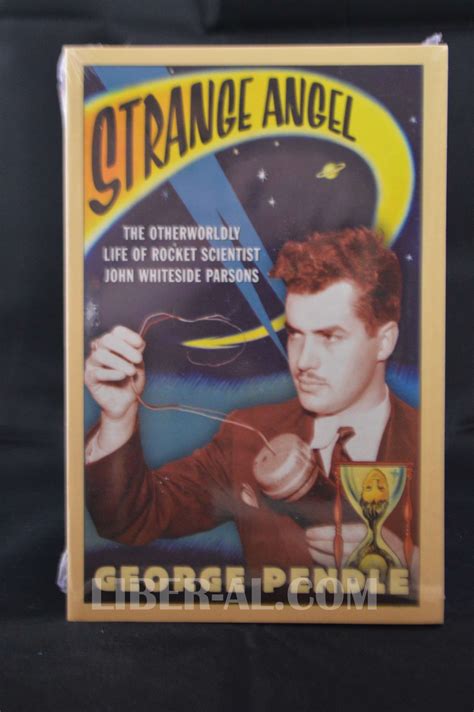 STRANGE ANGEL
THE OTHERWORLDLY
LIFE OF ROCKET SCIENTIST
JOHN WHITESIDE PARSONS
GEORGE PENDLE
LIBER-AL.COM